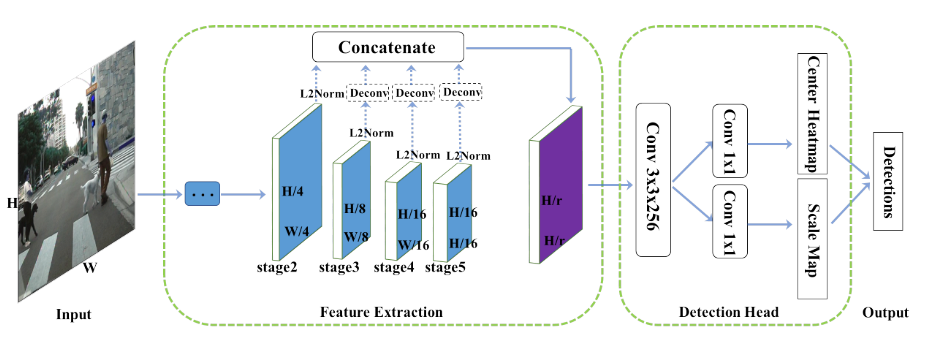 Concatenate
L2Norm
Deconv
Deconv
Deconv
L2Norm
L2Norm
L2Norm
H
W
Input
...
H/4
W/4
stage2
H/8
W/8
stage3
H/16
W/16
stage4
H/16
H/16
stage5
H/r
H/r
Feature Extraction
Conv 3x3x256
Conv 1x1
Conv 1x1
Center Heatmap
Scale Map
Detection Head
Detections
Output